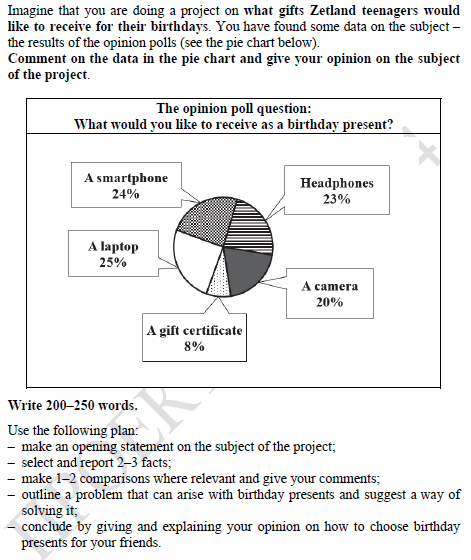 Imagine that you are doing a project on what gifts Zetland teenagers would
like to receive for their birthdays. You have found some data on the subject –
the results of the opinion polls (see the pie chart below).
Comment on the data in the pie chart and give your opinion on the subject
of the project.
The opinion poll question:
What would you like to receive as a birthday present?
A smartphone
24%
Headphones
23%
A laptop
25%
A camera
20%
A gift certificate
8%
Write 200–250 words.
Use the following plan:
– make an opening statement on the subject of the project;
– select and report 2–3 facts;
– make 1–2 comparisons where relevant and give your comments;
– outline a problem that can arise with birthday presents and suggest a way of
solving it;
– conclude by giving and explaining your opinion on how to choose birthday
presents for your friends.